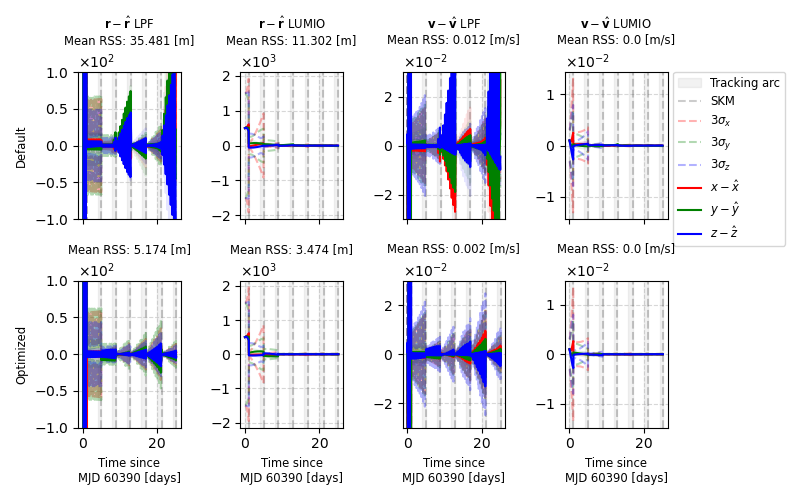 r − r̂ LPF
Mean RSS: 35.481 [m]
r − r̂ LUMIO
Mean RSS: 11.302 [m]
v − v̂ LPF
Mean RSS: 0.012 [m/s]
v − v̂ LUMIO
Mean RSS: 0.0 [m/s]
×10²
×10³
×10⁻²
×10⁻²
Default
1.0
0.5
0.0
−0.5
−1.0
2
1
0
−1
−2
2
0
−2
1
0
−1
Tracking arc
SKM
3σx
3σy
3σz
x − x̂
y − ŷ
z − ẑ
Mean RSS: 5.174 [m]
Mean RSS: 3.474 [m]
Mean RSS: 0.002 [m/s]
Mean RSS: 0.0 [m/s]
×10²
×10³
×10⁻²
×10⁻²
Optimized
1.0
0.5
0.0
−0.5
−1.0
2
1
0
−1
−2
2
0
−2
1
0
−1
0 20
0 20
0 20
0 20
Time since
MJD 60390 [days]
Time since
MJD 60390 [days]
Time since
MJD 60390 [days]
Time since
MJD 60390 [days]